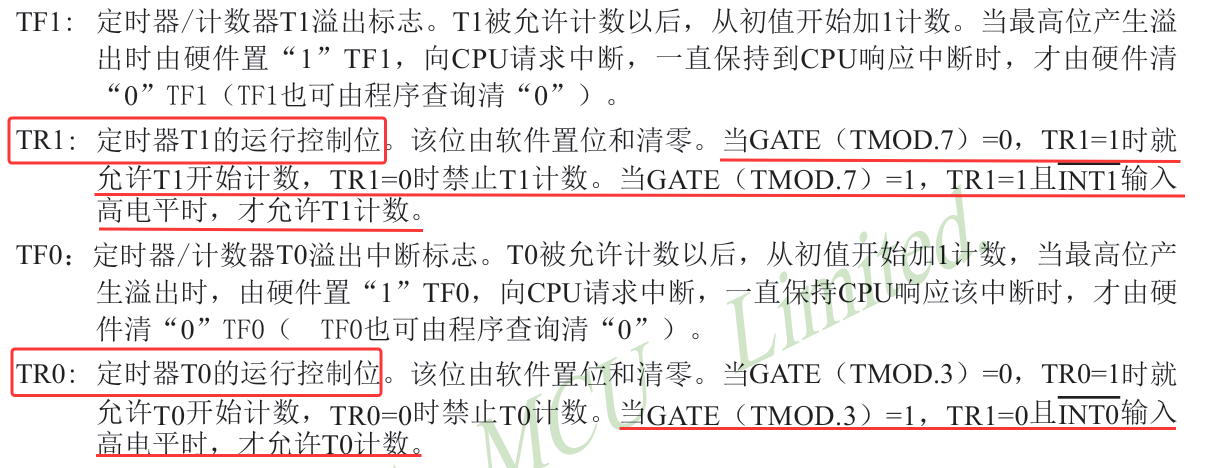 TF1: 定时器/计数器T1溢出标志。T1被允许计数以后，从初值开始加1计数。当最高位产生溢
出时由硬件置“1”TF1，向CPU请求中断，一直保持到CPU响应中断时，才由硬件清
“0”TF1（TF1也可由程序查询清“0”）。
TR1: 定时器T1的运行控制位。该位由软件置位和清零。当GATE（TMOD.7）=0，TR1=1时就
允许T1开始计数，TR1=0时禁止T1计数。当GATE（TMOD.7）=1，TR1=1且INT1输入
高电平时，才允许T1计数。
TF0：定时器/计数器T0溢出中断标志。T0被允许计数以后，从初值开始加1计数，当最高位产
生溢出时，由硬件置“1”TF0，向CPU请求中断，一直保持CPU响应该中断时，才由硬
件清“0”TF0（ TF0也可由程序查询清“0”）。
TR0: 定时器T0的运行控制位。该位由软件置位和清零。当GATE（TMOD.3）=0，TR0=1时就
允许T0开始计数，TR0=0时禁止T0计数。当GATE（TMOD.3）=1，TR1=0且INT0输入
高电平时，才允许T0计数。
MCU Limited.